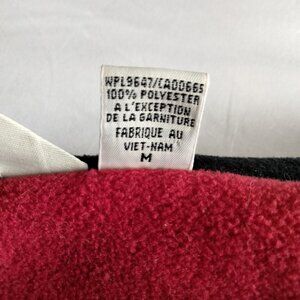 WPL9647/CA00665
100% POLYESTER
A L'EXCEPTION
DE LA GARNITURE
FABRIQUE AU
VIET-NAM
M